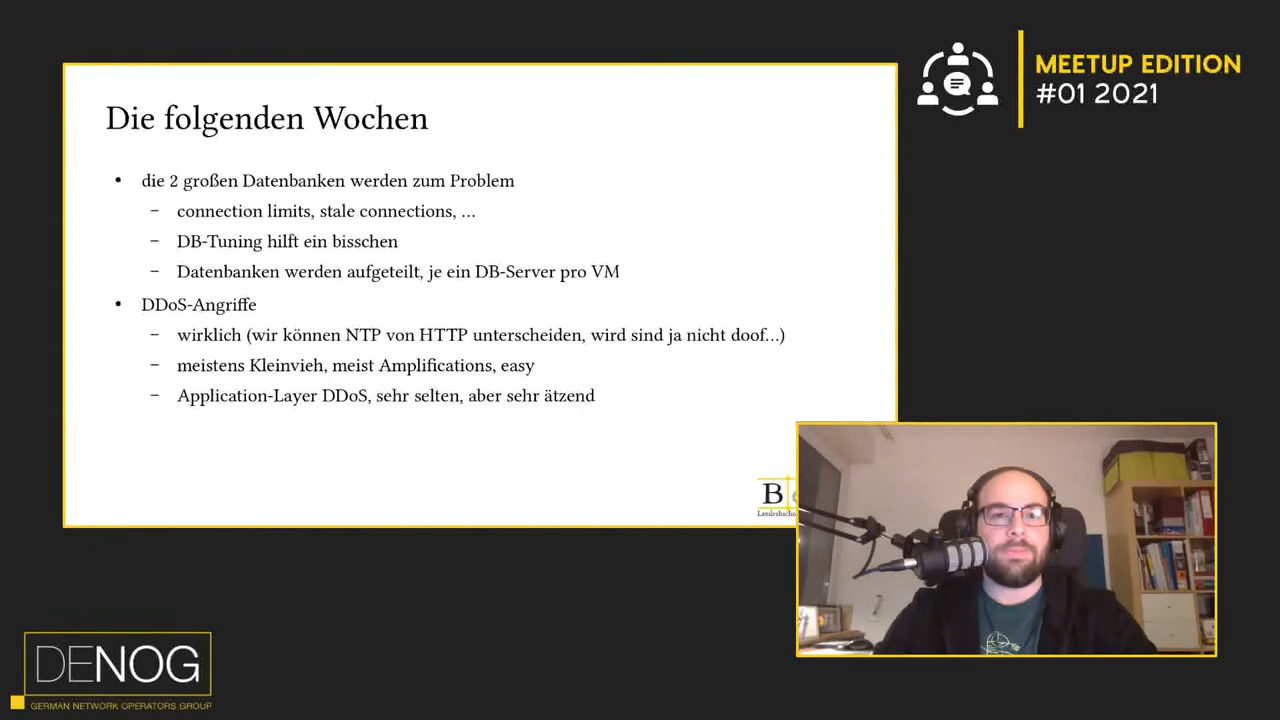 MEETUP EDITION
#01 2021
Die folgenden Wochen
• die 2 großen Datenbanken werden zum Problem
– connection limits, stale connections, …
– DB-Tuning hilft ein bisschen
– Datenbanken werden aufgeteilt, je ein DB-Server pro VM
• DDoS-Angriffe
– wirklich (wir können NTP von HTTP unterscheiden, wird sind ja nicht doof…)
– meistens Kleinvieh, meist Amplifications, easy
– Application-Layer DDoS, sehr selten, aber sehr ätzend
B
DENOG
GERMAN NETWORK OPERATORS GROUP